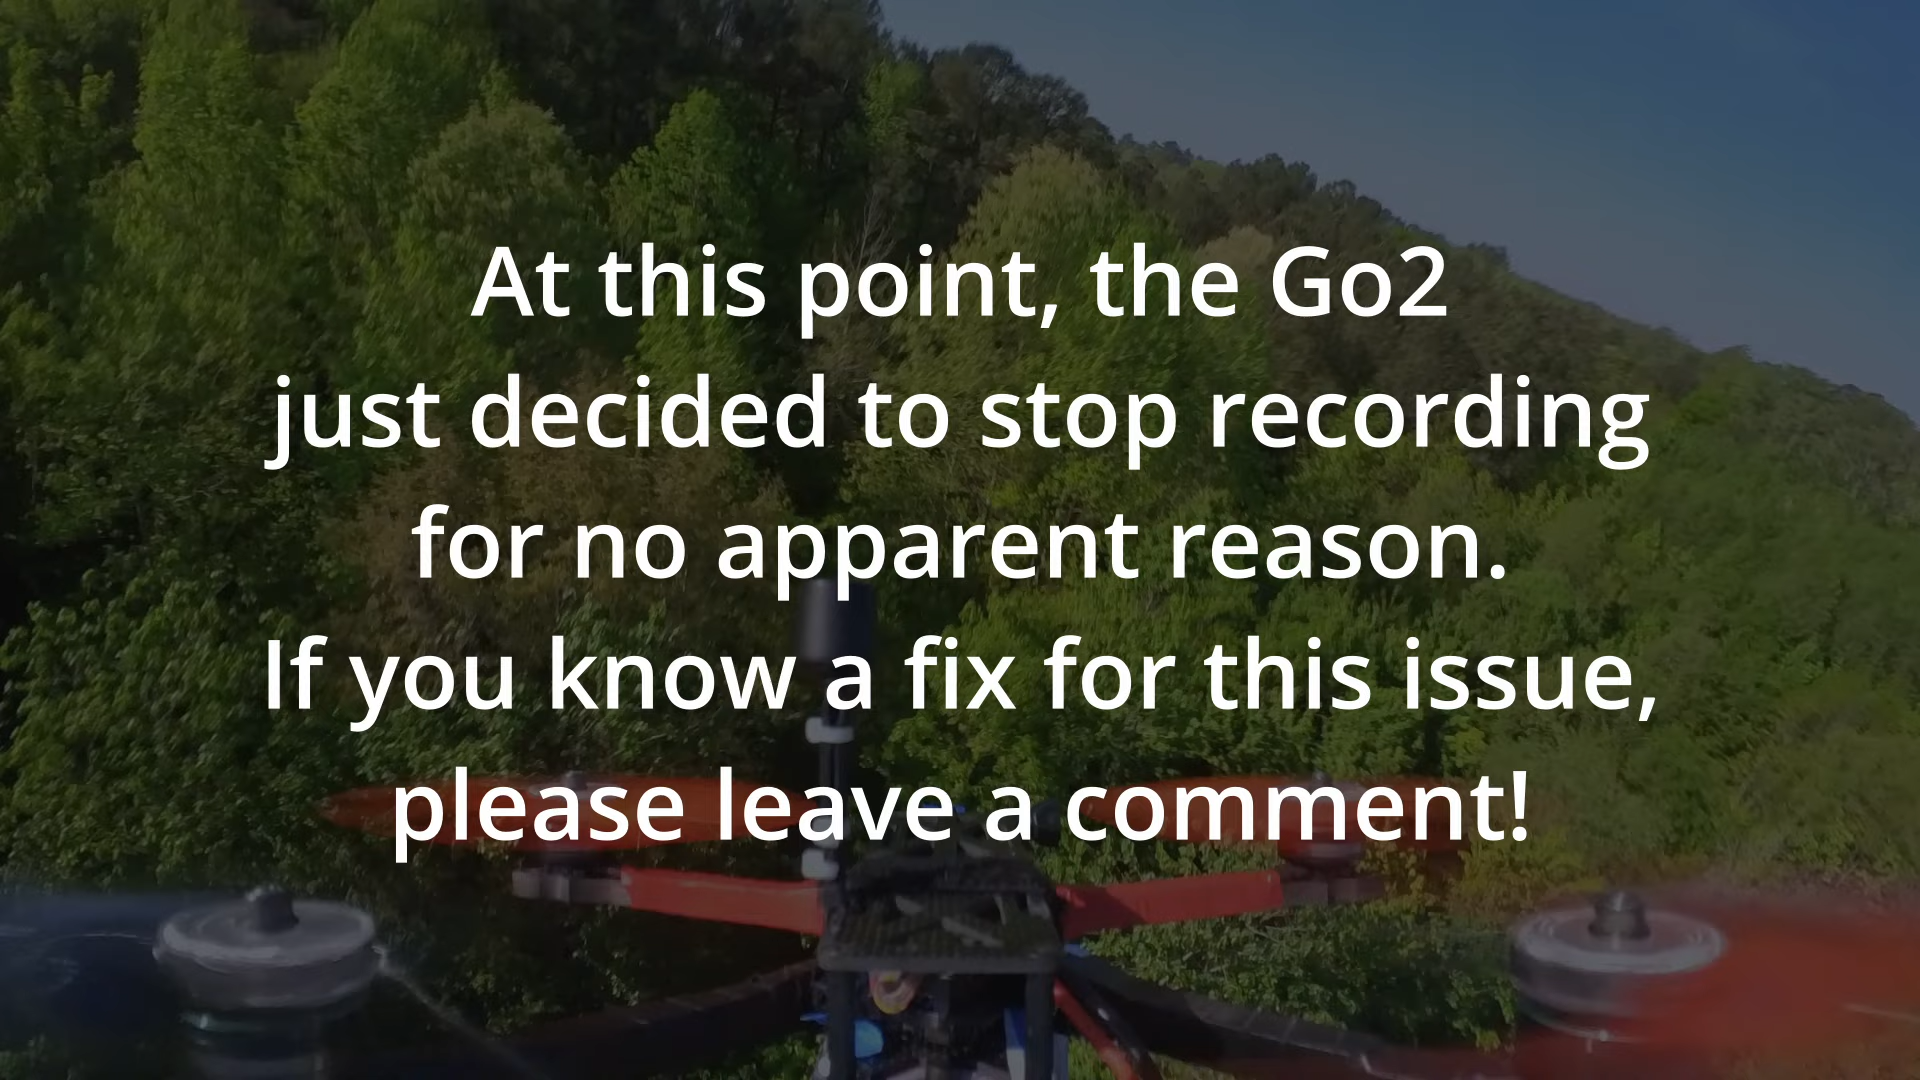 At this point, the Go2
just decided to stop recording
for no apparent reason.
If you know a fix for this issue,
please leave a comment!